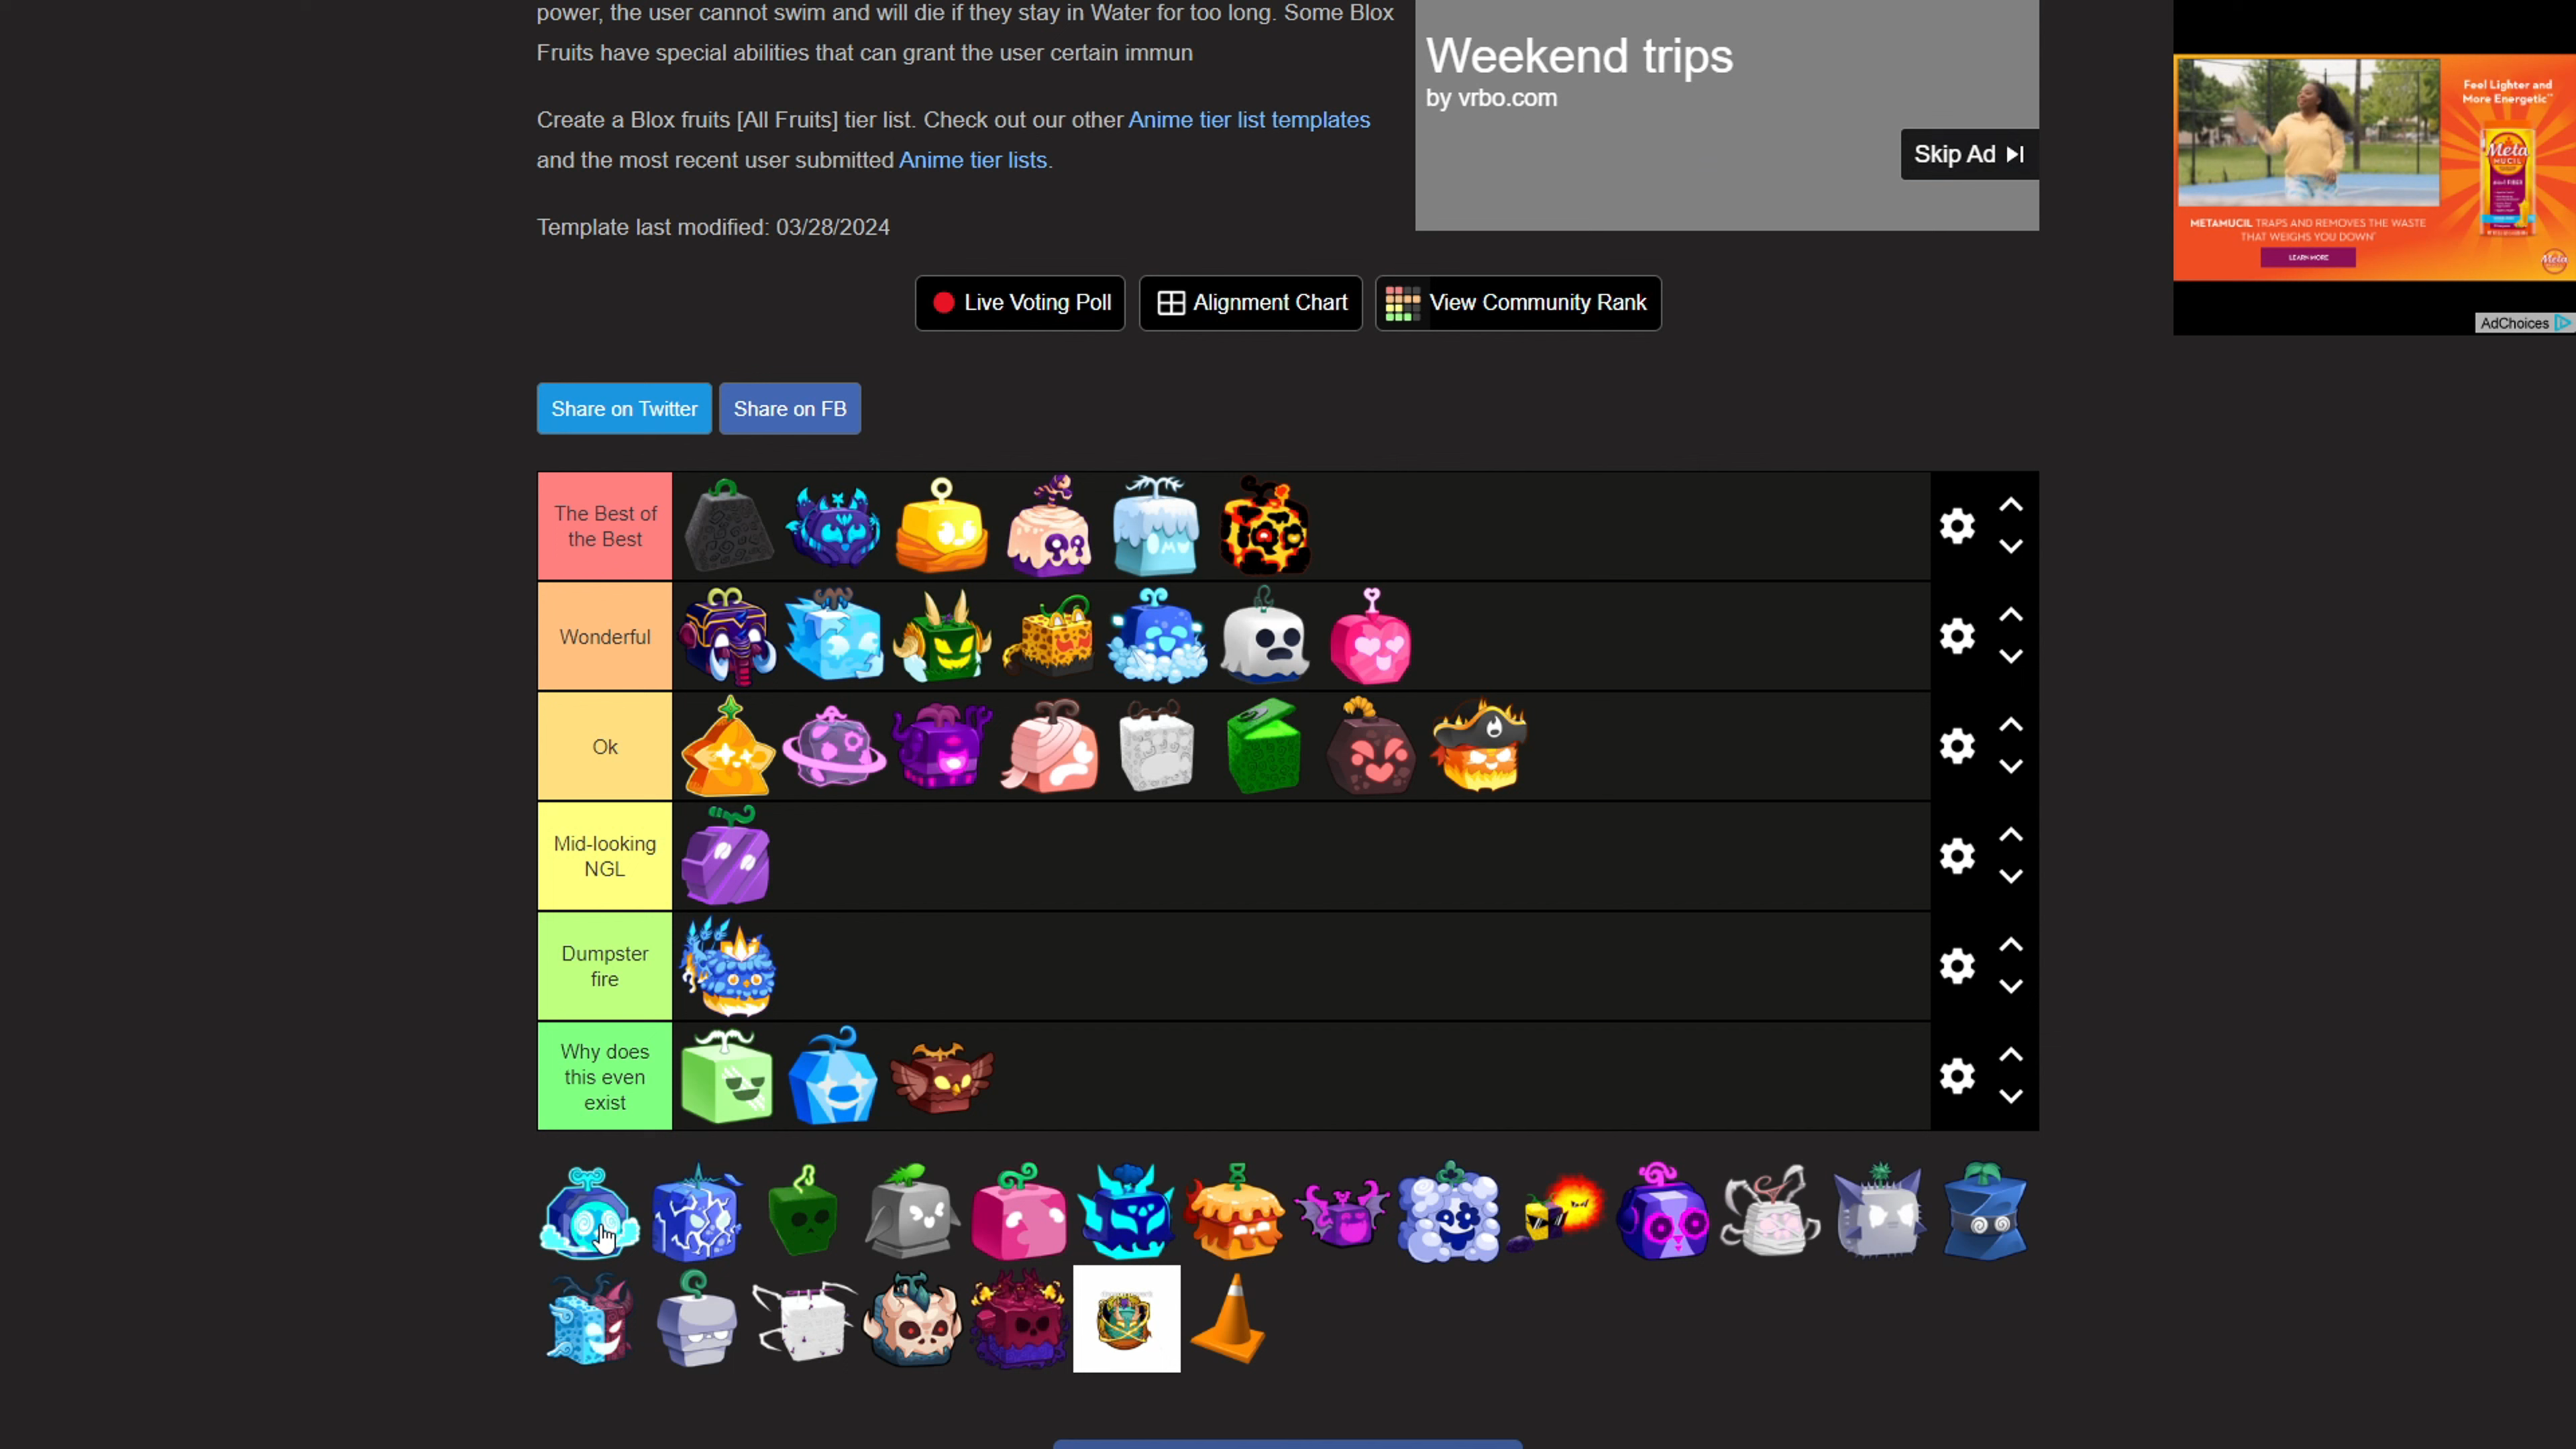 power, the user cannot swim and will die if they stay in Water for too long. Some Blox
Fruits have special abilities that can grant the user certain immun
Create a Blox fruits [All Fruits] tier list. Check out our other Anime tier list templates
and the most recent user submitted Anime tier lists.
Template last modified: 03/28/2024
Weekend trips
by vrbo.com
Skip Ad
Feel Lighter and
More Energetic
Meta
MUCIL
METAMUCIL TRAPS AND REMOVES THE WASTE
THAT WEIGHS YOU DOWN
LEARN MORE
Meta
AdChoices
Live Voting Poll
Alignment Chart
View Community Rank
Share on Twitter
Share on FB
The Best of
the Best
Wonderful
Ok
Mid-looking
NGL
Dumpster
fire
Why does
this even
exist